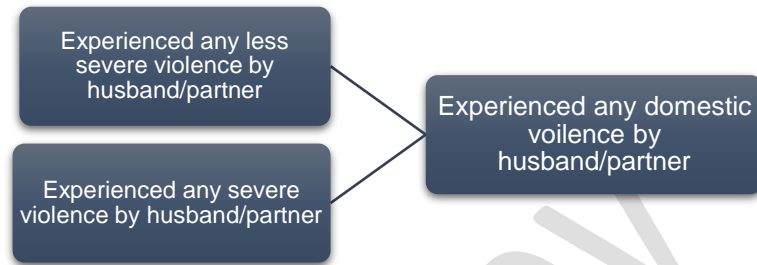 Experienced any less
severe violence by
husband/partner
Experienced any severe
violence by husband/partner
Experienced any domestic
voilence by
husband/partner